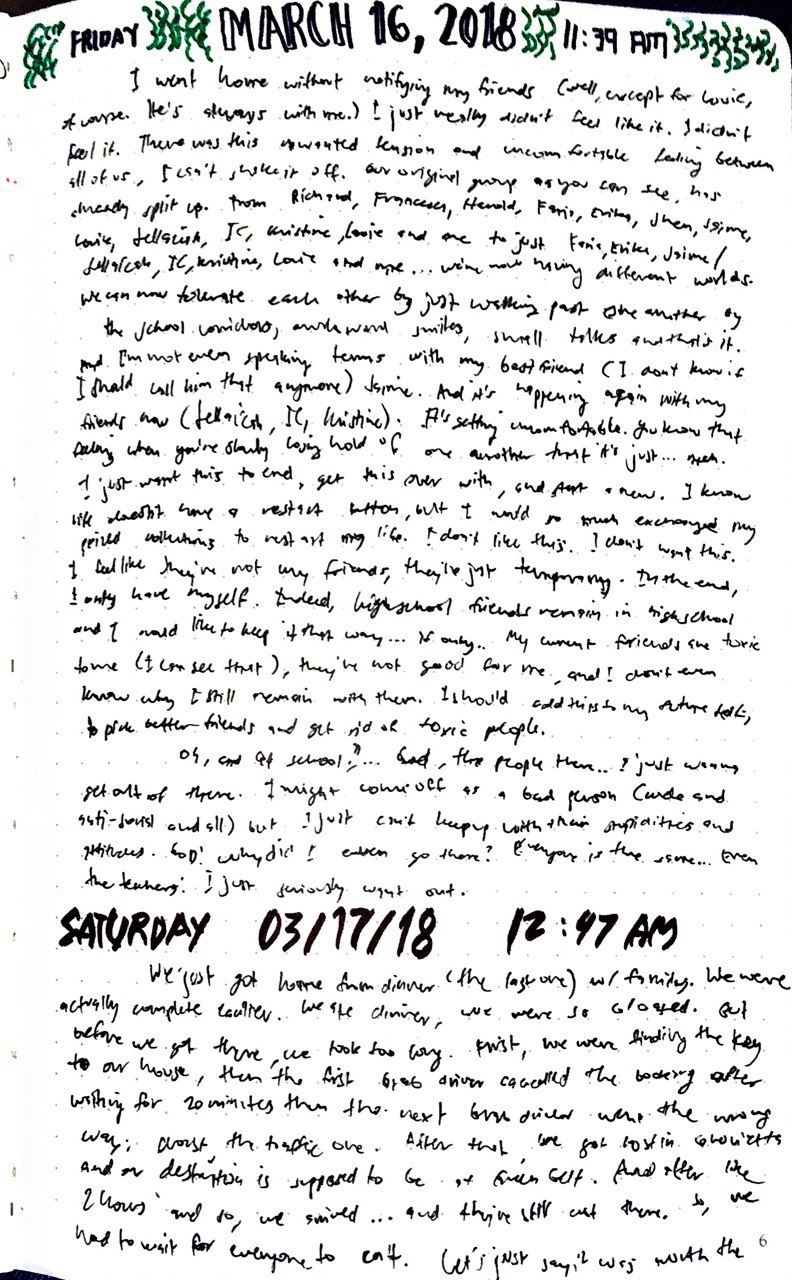 FRIDAY MARCH 16, 2018 11:39 AM
I went home without notifying my friends (well, except for Louie,
of course. He's always with me.) I just really didn't feel like it. I didn't
feel it. There was this unwanted tension and uncomfortable feeling between
all of us, I can't shake it off. Our original group as you can see, has
already split up. From Richard, Francesca, Harold, Faris, Erika, Shen, Jaime,
Louie, JC, Kristine, Louie and me to just Faris, Erika, Jaime /
JC, Kristine, Louie and me... we're now having different worlds.
We can now tolerate each other by just walking past one another by
the school corridors, awkward smiles, small talks and that's it.
And I'm not even speaking terms with my best friend (I don't know if
I should call him that anymore) Jaime. And it's happening again with my
friends now (JC, Kristine). It's getting uncomfortable. You know that
feeling when you're slowly losing hold of one another that it's just... meh.
I just want this to end, get this over with, and start anew. I know
life doesn't have a restart button, but I would so much exchanged my
prized collections to restart my life. I don't like this. I don't want this.
I feel like they're not my friends, they're just temporary. In the end,
I only have myself. Indeed, highschool friends remain in highschool
and I would like to keep it that way... if only.. My current friends are toxic
to me (I can see that), they're not good for me, and I don't even
know why I still remain with them. I should add this to my future
to pick better friends and get rid of toxic people.
Oh, and at school?... God, the people there... I just wanna
get out of there. I might come off as a bad person (rude and
anti-social and all) but I just can't keep up with their stupidities and
attitudes. GOD! Why did I even go there? Everyone is the same... Even
the teachers! I just seriously want out.
SATURDAY 03/17/18 12:47 AM
We just got home from dinner (the last one) w/ family. We were
actually complete earlier. We ate dinner, we were so bloated. But
before we got there, we took too long. First, we were finding the key
to our house, then the first Grab driver cancelled the booking after
waiting for 20 minutes then the next Grab driver went the wrong
way; the traffic one. After that, we got lost in
and our destination is supposed to be at Green Belt. And after like
2 hours and so, we arrived... and they're still not there. So, we
had to wait for everyone to eat. Let's just say it was worth the
6